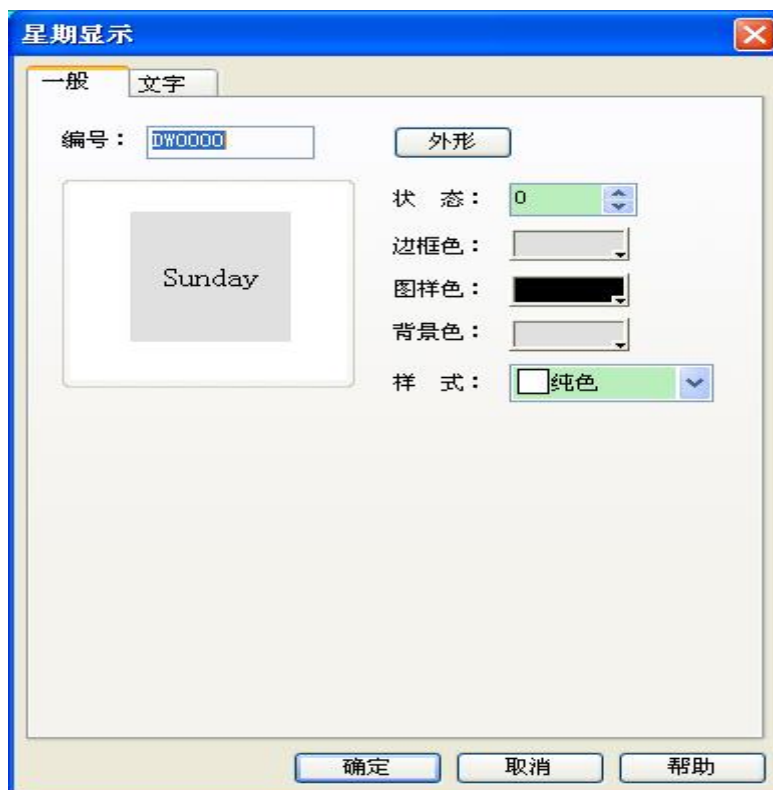 星期显示
一般 文字
编号： DW0000 外形
状 态： 0
Sunday
边框色：
图样色：
背景色：
样 式： 纯色
确定 取消 帮助